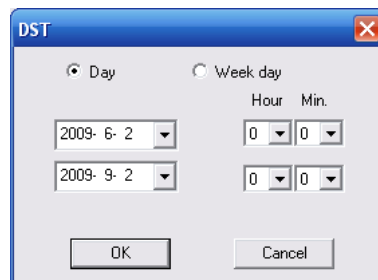 DST
Day Week day
Hour Min.
2009- 6- 2 0 0
2009- 9- 2 0 0
OK Cancel